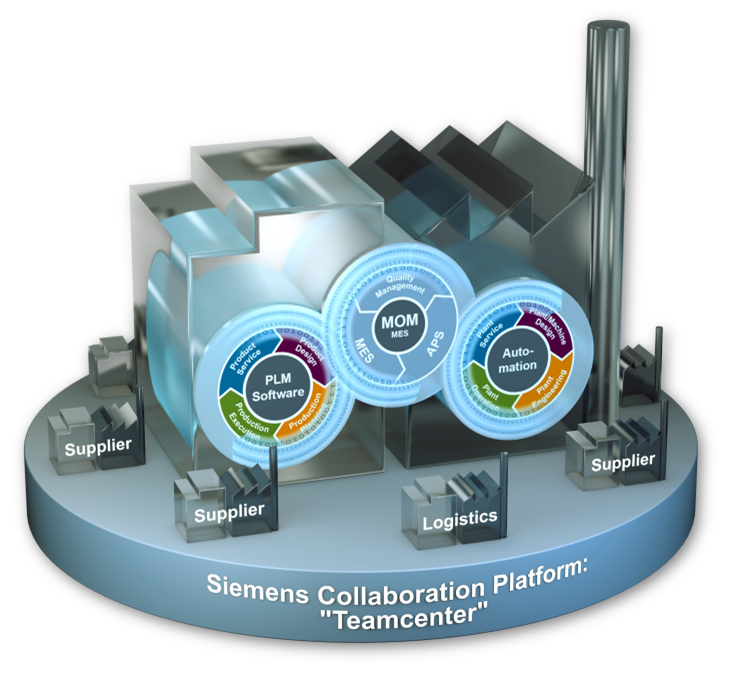 Quality
Management
MOM
MES
MES
APS
Product
Service
Product
Design
PLM
Software
Production
Execution
Production
Plant
Service
Plant/Machine
Design
Auto-
mation
Plant
Plant
Engineering
Supplier
Supplier
Logistics
Supplier
Siemens Collaboration Platform:
"Teamcenter"